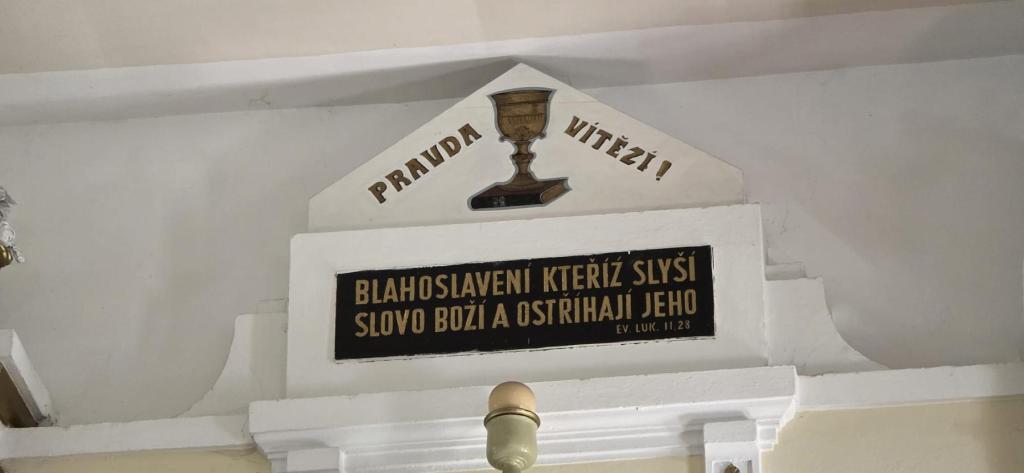 PRAVDA VÍTĚZÍ!
BLAHOSLAVENÍ KTEŘÍŽ SLYŠÍ
SLOVO BOŽÍ A OSTŘÍHAJÍ JEHO
EV. LUK. 11,28